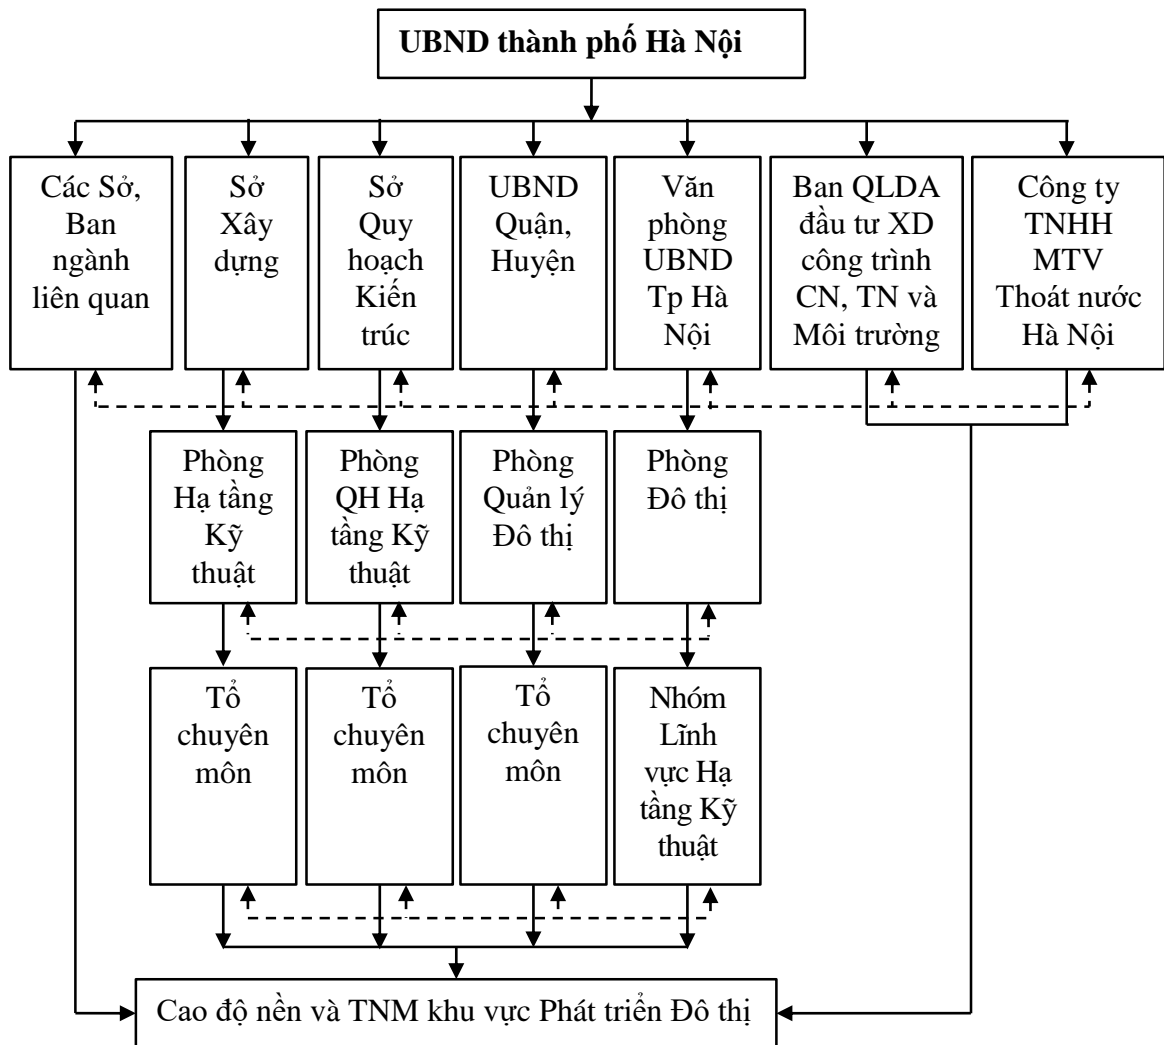 UBND thành phố Hà Nội
Các Sở,
Ban
ngành
liên quan
Sở
Xây
dựng
Sở
Quy
hoạch
Kiến
trúc
UBND
Quận,
Huyện
Văn
phòng
UBND
Tp Hà
Nội
Ban QLDA
đầu tư XD
công trình
CN, TN và
Môi trường
Công ty
TNHH
MTV
Thoát nước
Hà Nội
Phòng
Hạ tầng
Kỹ
thuật
Phòng
QH Hạ
tầng Kỹ
thuật
Phòng
Quản lý
Đô thị
Phòng
Đô thị
Tổ
chuyên
môn
Tổ
chuyên
môn
Tổ
chuyên
môn
Nhóm
Lĩnh
vực Hạ
tầng Kỹ
thuật
Cao độ nền và TNM khu vực Phát triển Đô thị